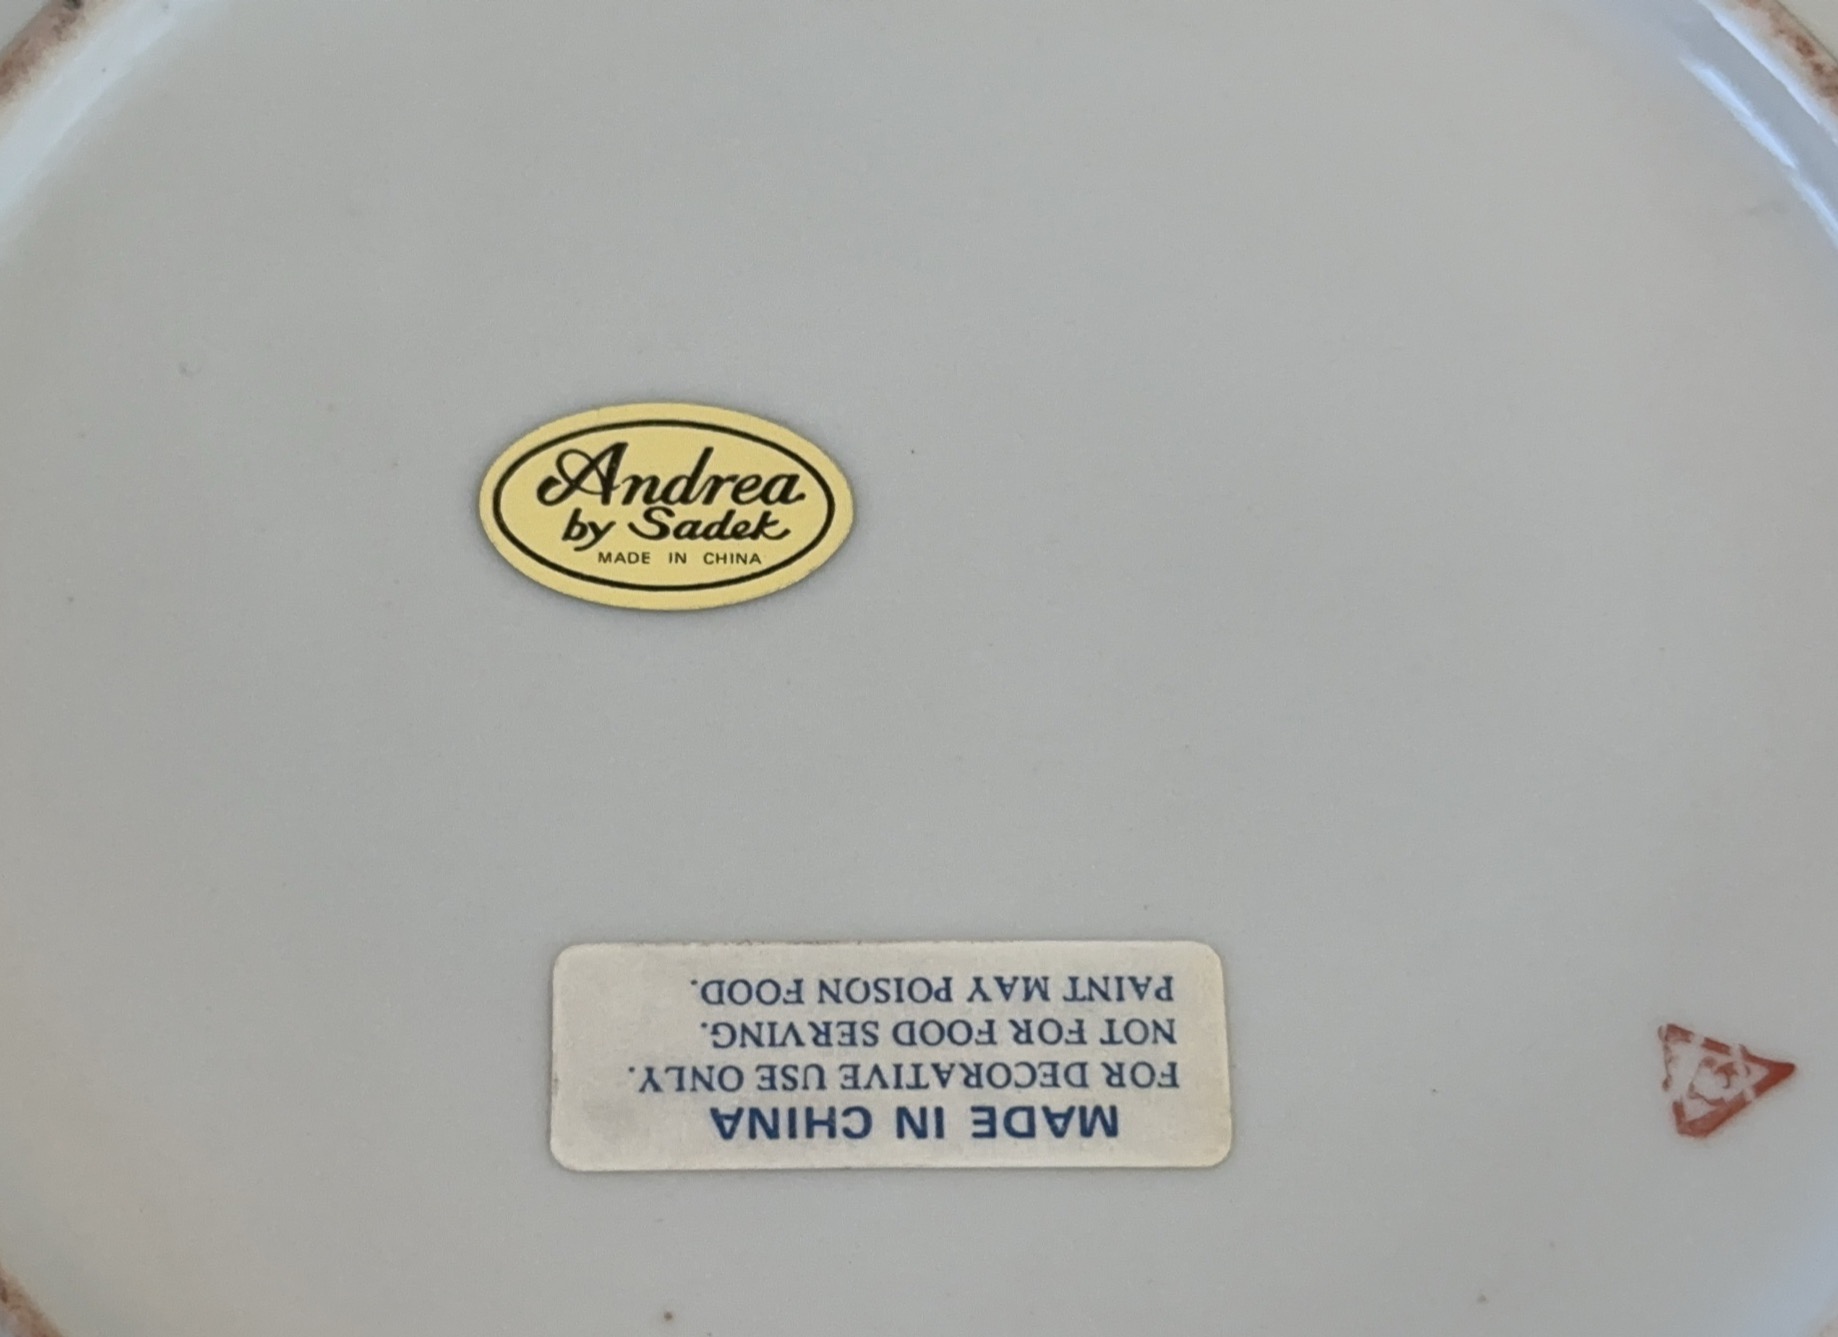 Andrea
by Sadek
MADE IN CHINA
MADE IN CHINA
FOR DECORATIVE USE ONLY.
NOT FOR FOOD SERVING.
PAINT MAY POISON FOOD.